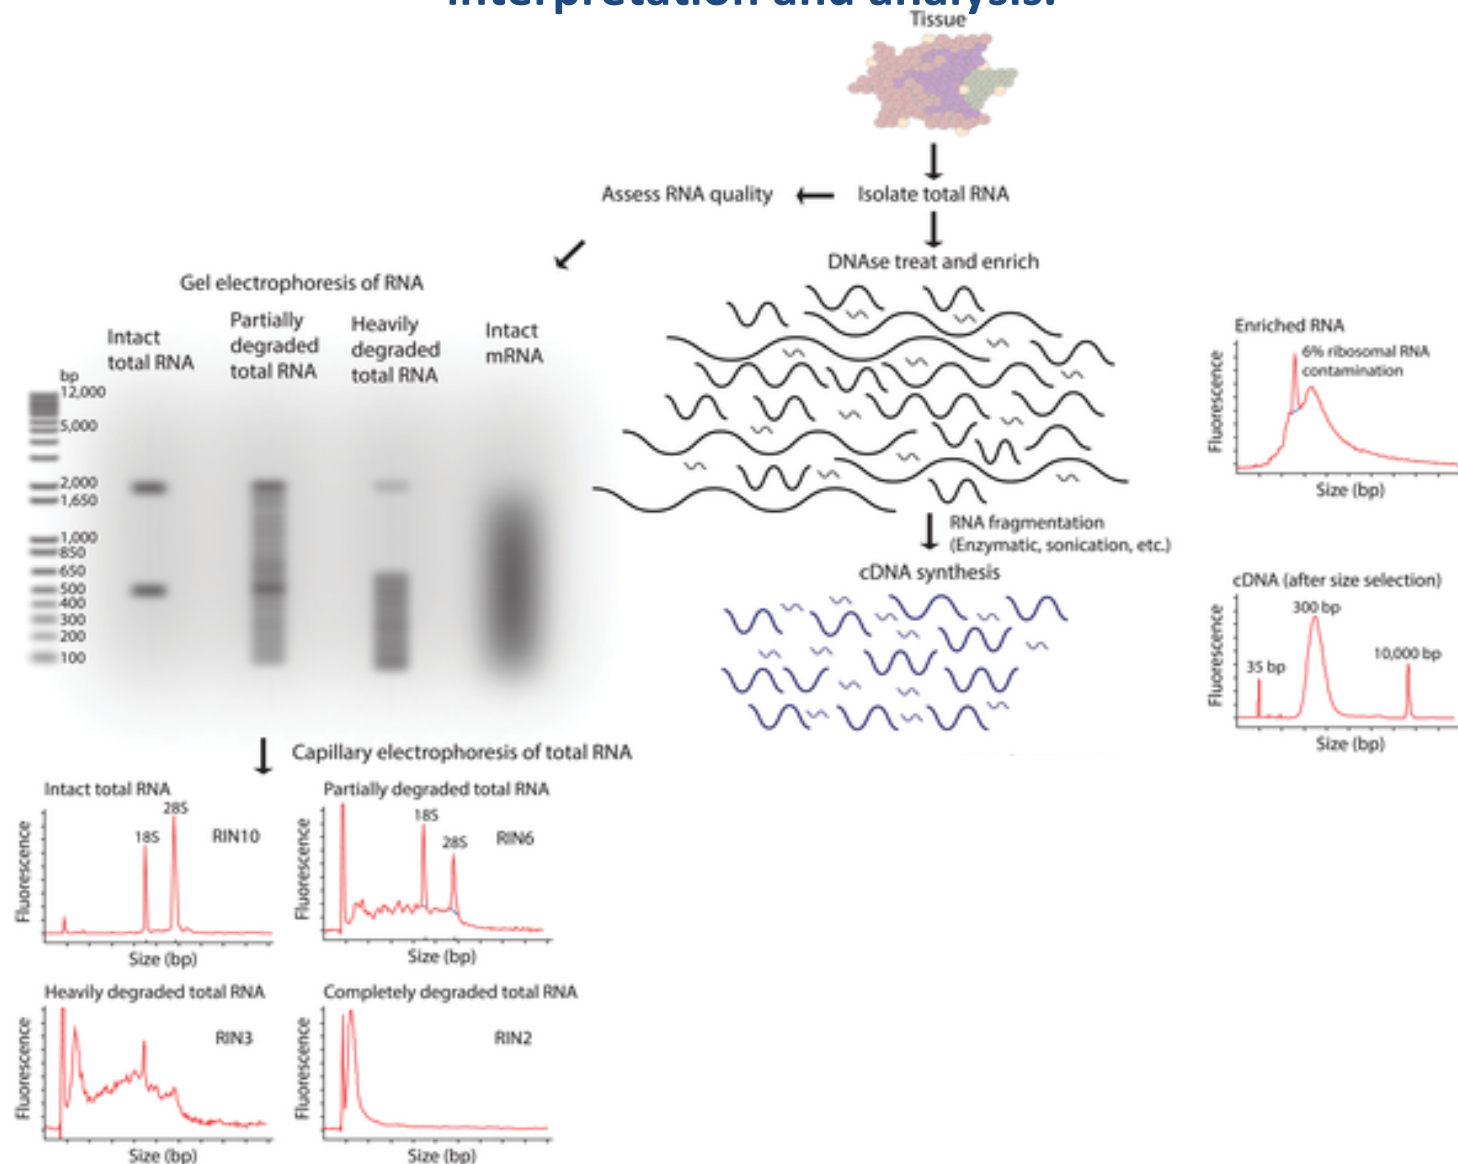 interpretation and analysis.
Tissue
Assess RNA quality
Isolate total RNA
DNAse treat and enrich
Gel electrophoresis of RNA
Intact
total RNA
Partially
degraded
total RNA
Heavily
degraded
total RNA
Intact
mRNA
bp
12,000
5,000
2,000
1,650
1,000
850
650
500
400
300
200
100
RNA fragmentation
(Enzymatic, sonication, etc.)
cDNA synthesis
Enriched RNA
6% ribosomal RNA
contamination
Fluorescence
Size (bp)
cDNA (after size selection)
300 bp
35 bp
10,000 bp
Fluorescence
Size (bp)
Capillary electrophoresis of total RNA
Intact total RNA
28S
18S
RIN10
Fluorescence
Size (bp)
Partially degraded total RNA
18S
28S
RIN6
Fluorescence
Size (bp)
Heavily degraded total RNA
RIN3
Fluorescence
Size (bp)
Completely degraded total RNA
RIN2
Fluorescence
Size (bp)